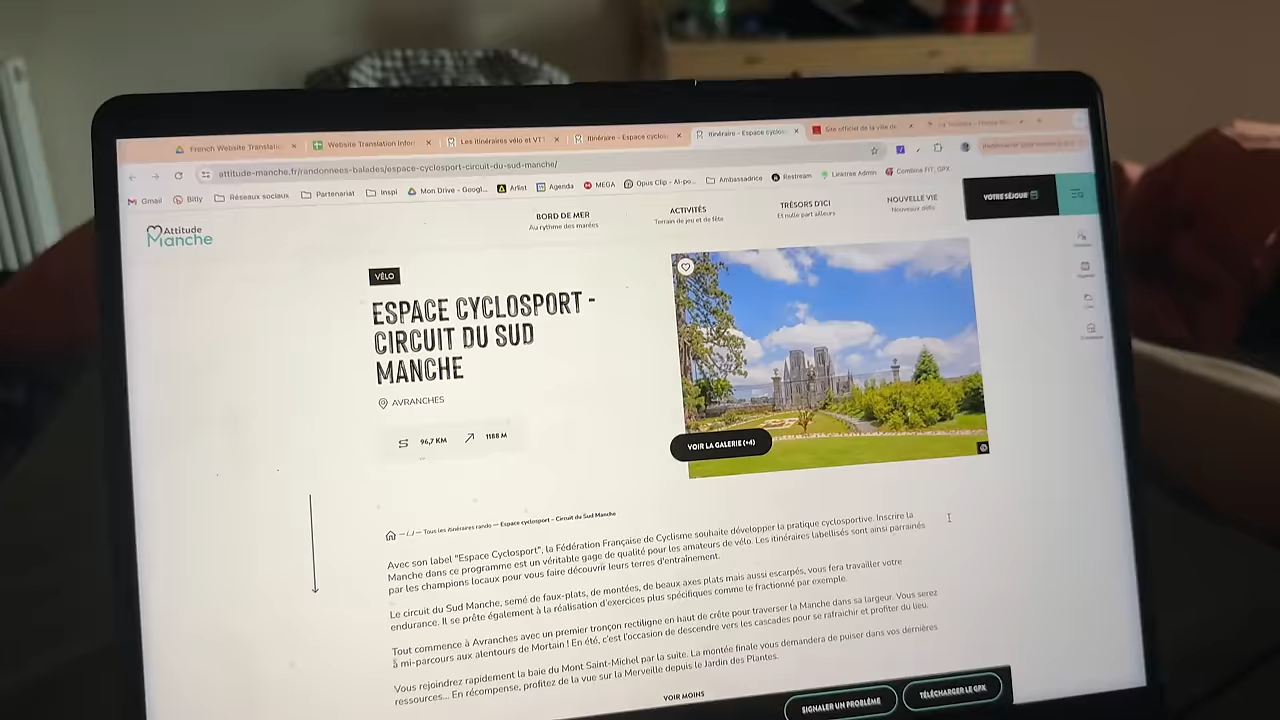 French Website Translatio
Website Translation Infor
Les itinéraires vélo et VT
Itinéraire - Espace cyclos
Itinéraire - Espace cyclos
Site officiel de la ville de
attitude-manche.fr/randonnees-balades/espace-cyclosport-circuit-du-sud-manche/
Gmail
Bitly
Réseaux sociaux
Partenariat
Inspi
Mon Drive - Googl...
Artlist
Agenda
MEGA
Opus Clip - AI-po...
Ambassadrice
Restream
Linktree Admin
Combine FIT, GPX,
Attitude
Manche
BORD DE MER
Au rythme des marées
ACTIVITÉS
Terrain de jeu et de fête
TRÉSORS D'ICI
Et nulle part ailleurs
NOUVELLE VIE
Nouveaux défis
VOTRE SÉJOUR
VÉLO
ESPACE CYCLOSPORT -
CIRCUIT DU SUD
MANCHE
AVRANCHES
96,7 KM
1188 M
VOIR LA GALERIE (+4)
— (...) — Tous les itinéraires rando — Espace cyclosport - Circuit du Sud Manche
Avec son label "Espace Cyclosport", la Fédération Française de Cyclisme souhaite développer la pratique cyclosportive. Inscrire la
Manche dans ce programme est un véritable gage de qualité pour les amateurs de vélo. Les itinéraires labellisés sont ainsi parrainés
par les champions locaux pour vous faire découvrir leurs terres d'entraînement.
Le circuit du Sud Manche, semé de faux-plats, de montées, de beaux axes plats mais aussi escarpés, vous fera travailler votre
endurance. Il se prête également à la réalisation d'exercices plus spécifiques comme le fractionné par exemple.
Tout commence à Avranches avec un premier tronçon rectiligne en haut de crête pour traverser la Manche dans sa largeur. Vous serez
à mi-parcours aux alentours de Mortain ! En été, c'est l'occasion de descendre vers les cascades pour se rafraichir et profiter du lieu.
Vous rejoindrez rapidement la baie du Mont Saint-Michel par la suite. La montée finale vous demandera de puiser dans vos dernières
ressources... En récompense, profitez de la vue sur la Merveille depuis le Jardin des Plantes.
VOIR MOINS
SIGNALER UN PROBLÈME
TÉLÉCHARGER LE GPX